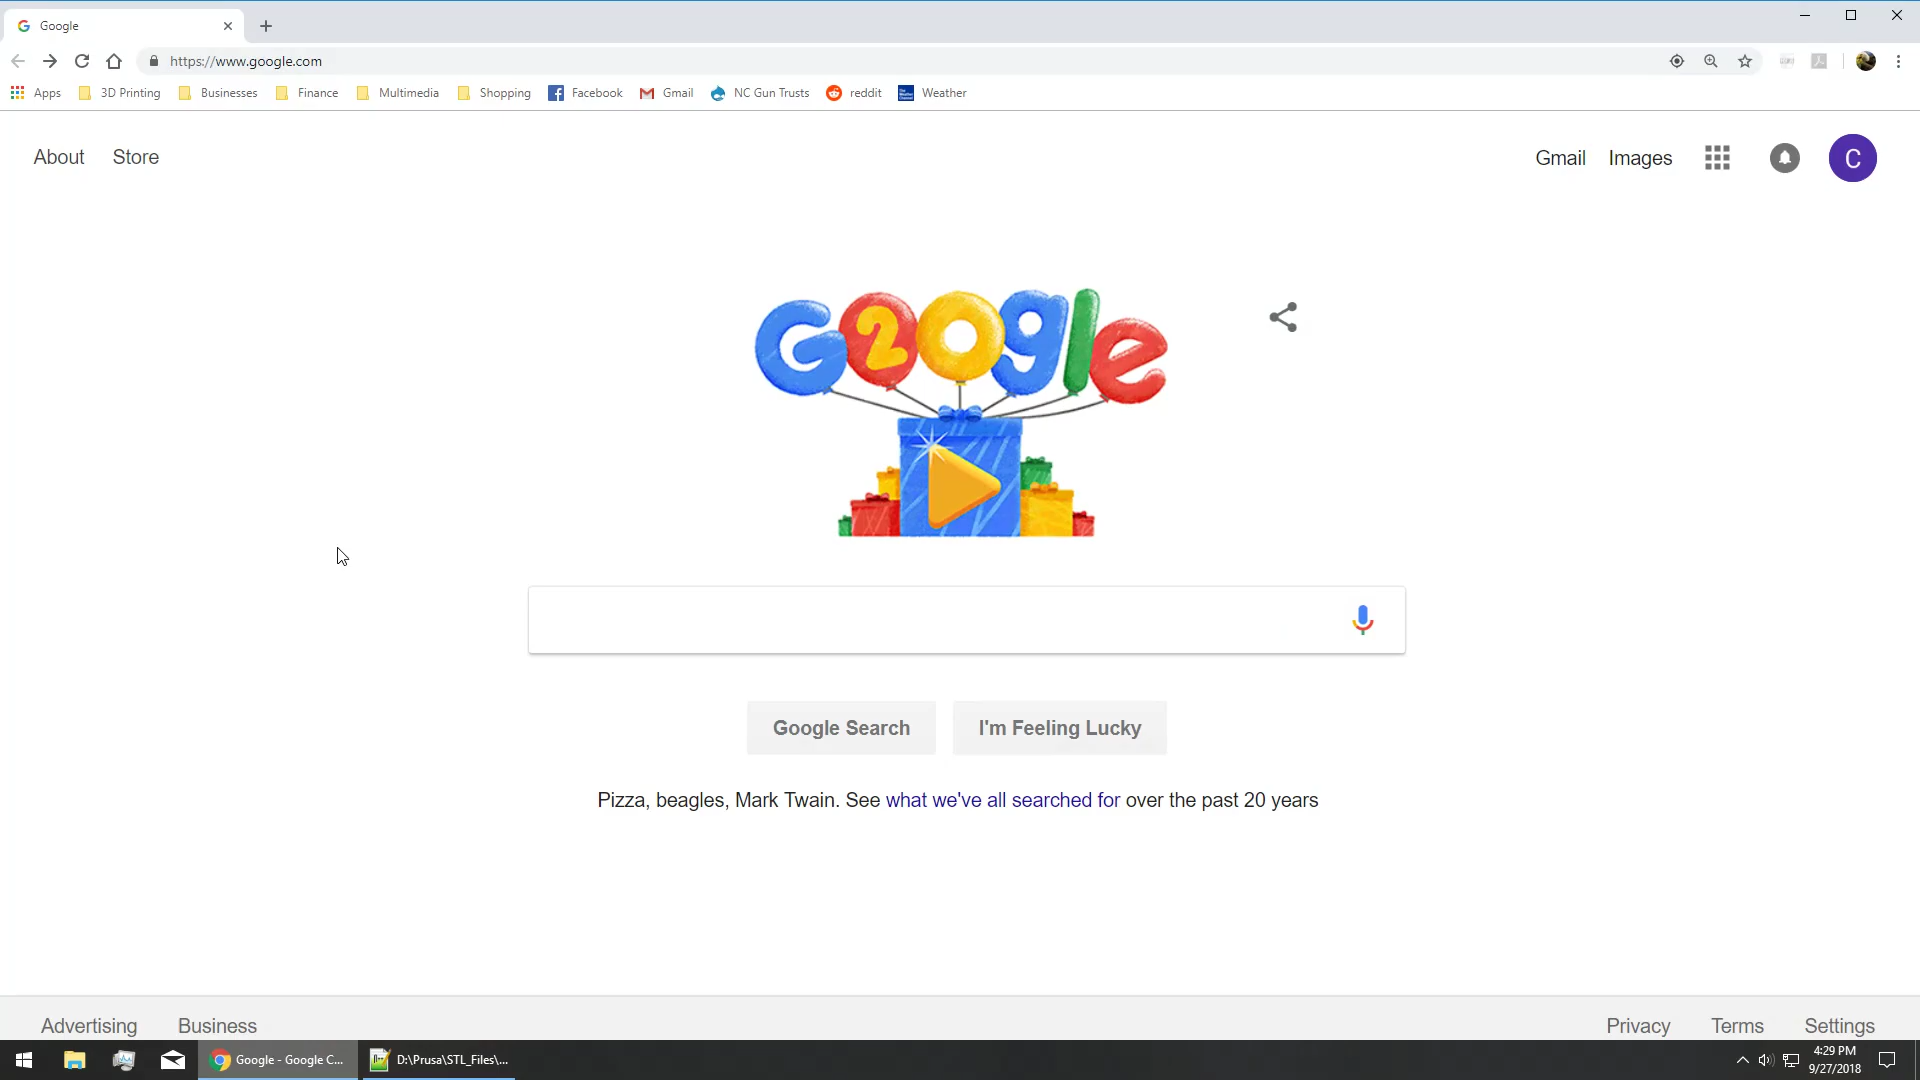 Google
https://www.google.com
Apps 3D Printing Businesses Finance Multimedia Shopping Facebook Gmail NC Gun Trusts reddit Weather
About Store Gmail Images C
G2ogle
Google Search I'm Feeling Lucky
Pizza, beagles, Mark Twain. See what we've all searched for over the past 20 years
Advertising Business Privacy Terms Settings
Google - Google C... D:\Prusa\STL_Files\... 4:29 PM
9/27/2018